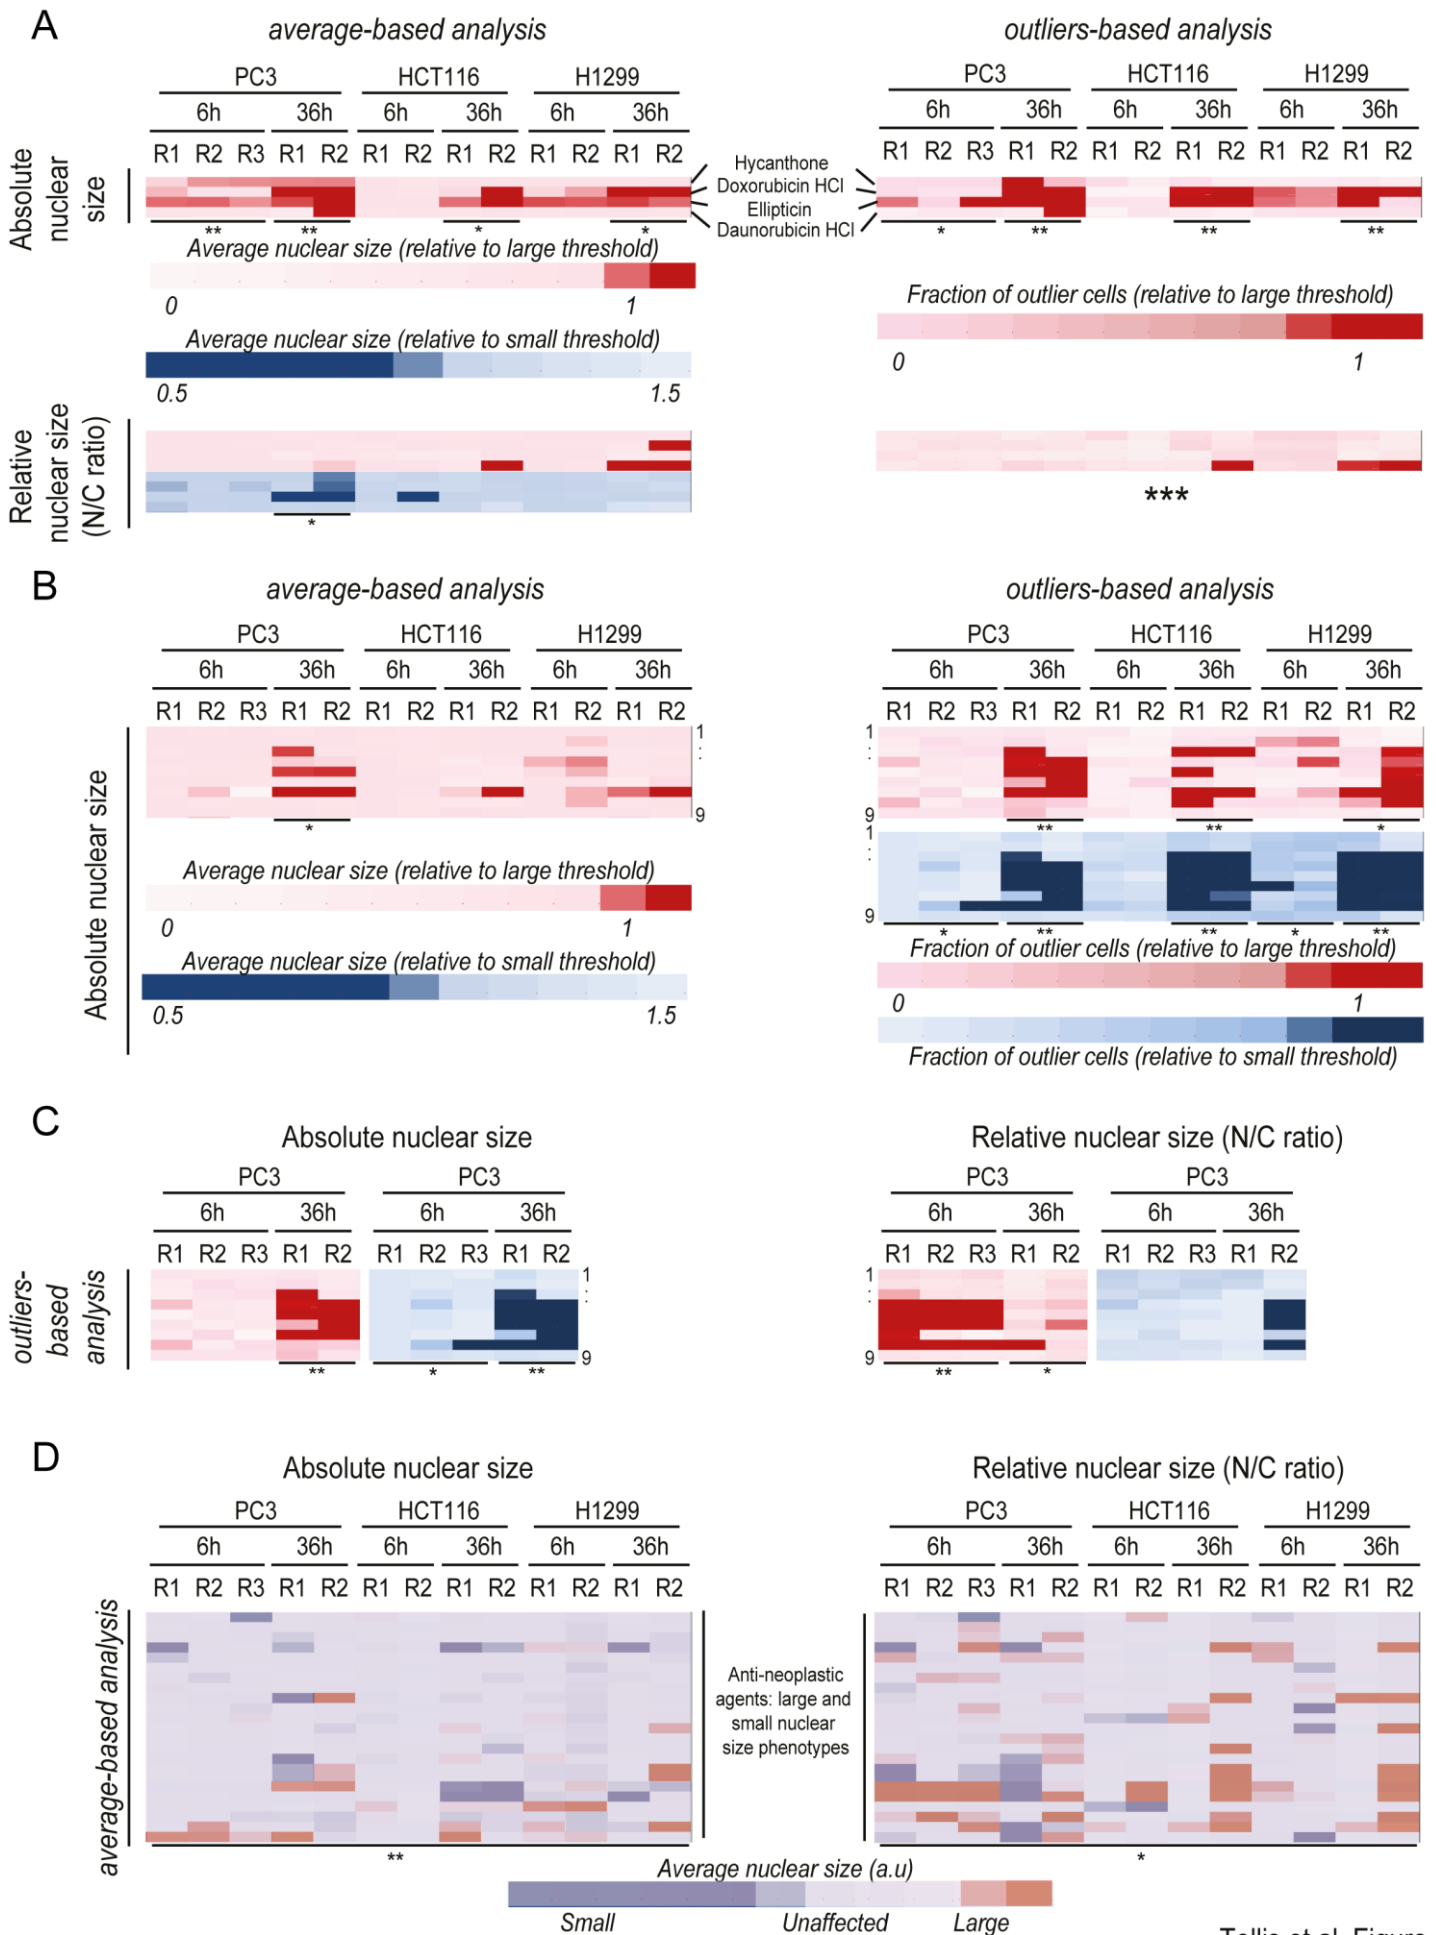 A
average-based analysis
outliers-based analysis
PC3 HCT116 H1299
6h 36h 6h 36h 6h 36h
R1 R2 R3 R1 R2 R1 R2 R1 R2 R1 R2 R1 R2
PC3 HCT116 H1299
6h 36h 6h 36h 6h 36h
R1 R2 R3 R1 R2 R1 R2 R1 R2 R1 R2 R1 R2
Absolute
nuclear
size
Hycanthone
Doxorubicin HCl
Ellipticin
Daunorubicin HCl
** ** * *
* ** ** **
Average nuclear size (relative to large threshold)
0 1
Average nuclear size (relative to small threshold)
0.5 1.5
Fraction of outlier cells (relative to large threshold)
0 1
Relative
nuclear size
(N/C ratio)
*
***
B
average-based analysis
outliers-based analysis
PC3 HCT116 H1299
6h 36h 6h 36h 6h 36h
R1 R2 R3 R1 R2 R1 R2 R1 R2 R1 R2 R1 R2
PC3 HCT116 H1299
6h 36h 6h 36h 6h 36h
R1 R2 R3 R1 R2 R1 R2 R1 R2 R1 R2 R1 R2
Absolute nuclear size
1
:
9
*
Average nuclear size (relative to large threshold)
0 1
Average nuclear size (relative to small threshold)
0.5 1.5
1
:
9
** ** *
1
:
9
* ** ** * **
Fraction of outlier cells (relative to large threshold)
0 1
Fraction of outlier cells (relative to small threshold)
C
Absolute nuclear size
Relative nuclear size (N/C ratio)
PC3 PC3
6h 36h 6h 36h
R1 R2 R3 R1 R2 R1 R2 R3 R1 R2
PC3 PC3
6h 36h 6h 36h
R1 R2 R3 R1 R2 R1 R2 R3 R1 R2
outliers-
based
analysis
1
:
9
** * **
1
:
9
** *
D
Absolute nuclear size
Relative nuclear size (N/C ratio)
PC3 HCT116 H1299
6h 36h 6h 36h 6h 36h
R1 R2 R3 R1 R2 R1 R2 R1 R2 R1 R2 R1 R2
PC3 HCT116 H1299
6h 36h 6h 36h 6h 36h
R1 R2 R3 R1 R2 R1 R2 R1 R2 R1 R2 R1 R2
average-based analysis
Anti-neoplastic
agents: large and
small nuclear
size phenotypes
**
*
Average nuclear size (a.u)
Small Unaffected Large